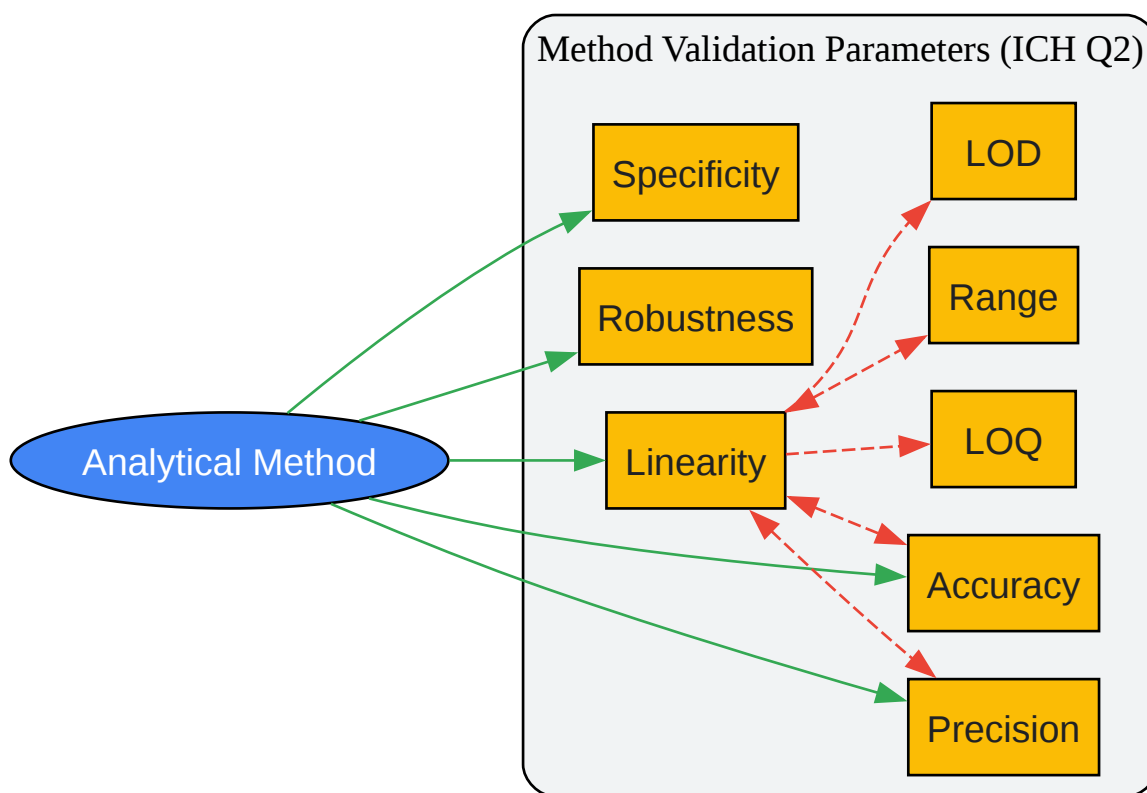 Method Validation Parameters (ICH Q2)
Specificity
LOD
Robustness
Range
Analytical Method
Linearity
LOQ
Accuracy
Precision